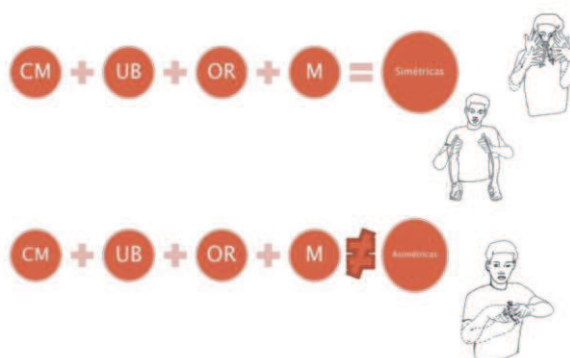 CM + UB + OR + M = Simétricas
CM + UB + OR + M ≠ Assimétricas